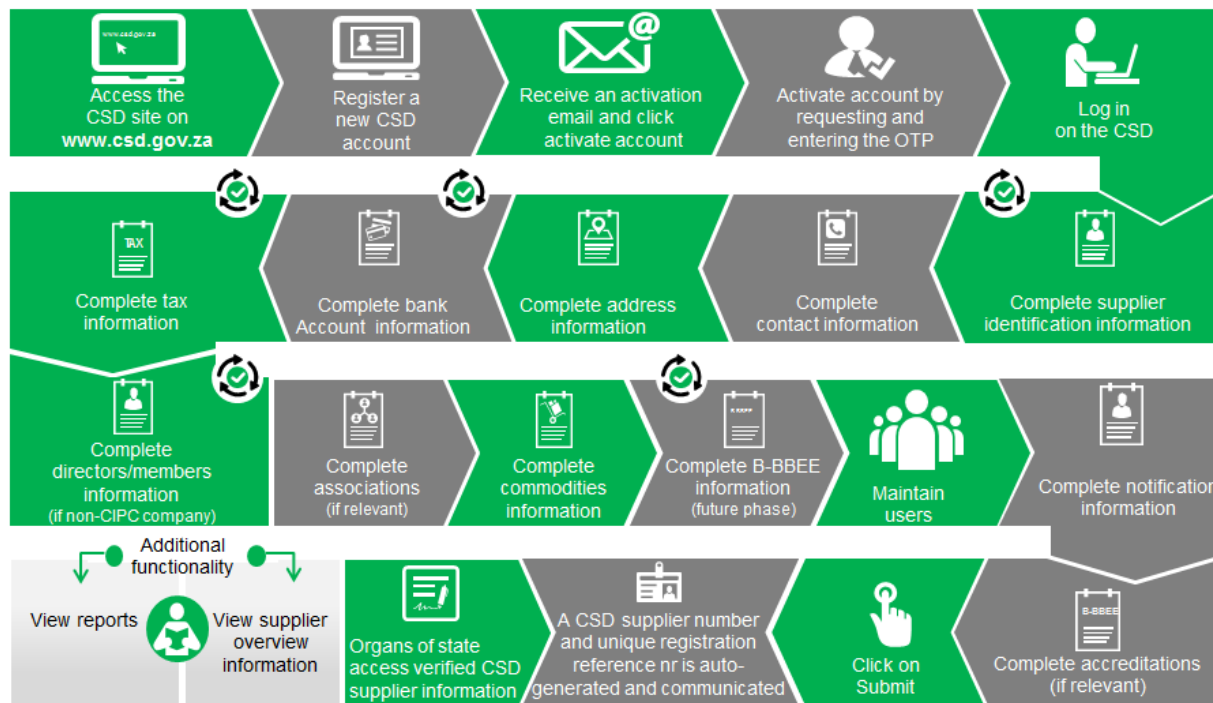 www.csd.gov.za
Access the
CSD site on
www.csd.gov.za
Register a
new CSD
account
@
Receive an activation
email and click
activate account
Activate account by
requesting and
entering the OTP
Log in
on the CSD
Complete supplier
identification information
Complete
contact information
Complete address
information
Complete bank
Account information
TAX
Complete tax
information
Complete
directors/members
information
(if non-CIPC company)
Complete
associations
(if relevant)
Complete
commodities
information
Complete B-BBEE
information
(future phase)
Maintain
users
Complete notification
information
B-BBEE
Complete accreditations
(if relevant)
Click on
Submit
A CSD supplier number
and unique registration
reference nr is auto-
generated and communicated
Organs of state
access verified CSD
supplier information
Additional
functionality
View reports
View supplier
overview
information